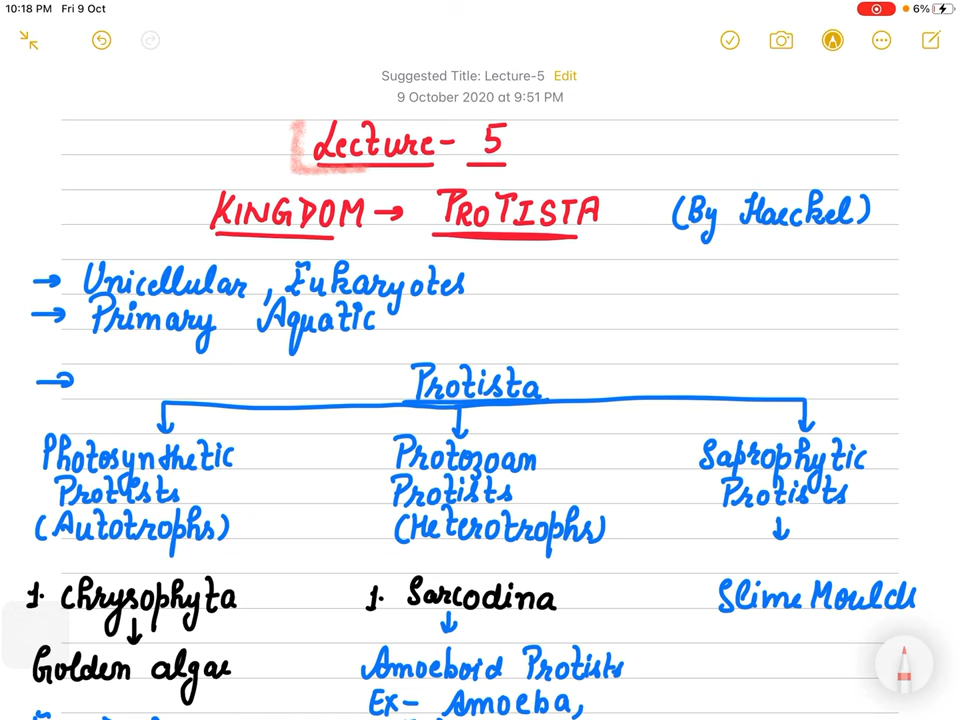 10:18 PM Fri 9 Oct 6%
Suggested Title: Lecture-5 Edit
9 October 2020 at 9:51 PM
Lecture- 5
KINGDOM → PROTISTA (By Haeckel)
→ Unicellular, Eukaryotes
→ Primary Aquatic
→ Protista
Photosynthetic Protists (Autotrophs)
Protozoan Protists (Heterotrophs)
Saprophytic Protists
↓
1. Chrysophyta 1. Sarcodina Slime Moulds
↓ ↓
Golden algae Amoeboid Protists
Ex- Amoeba,